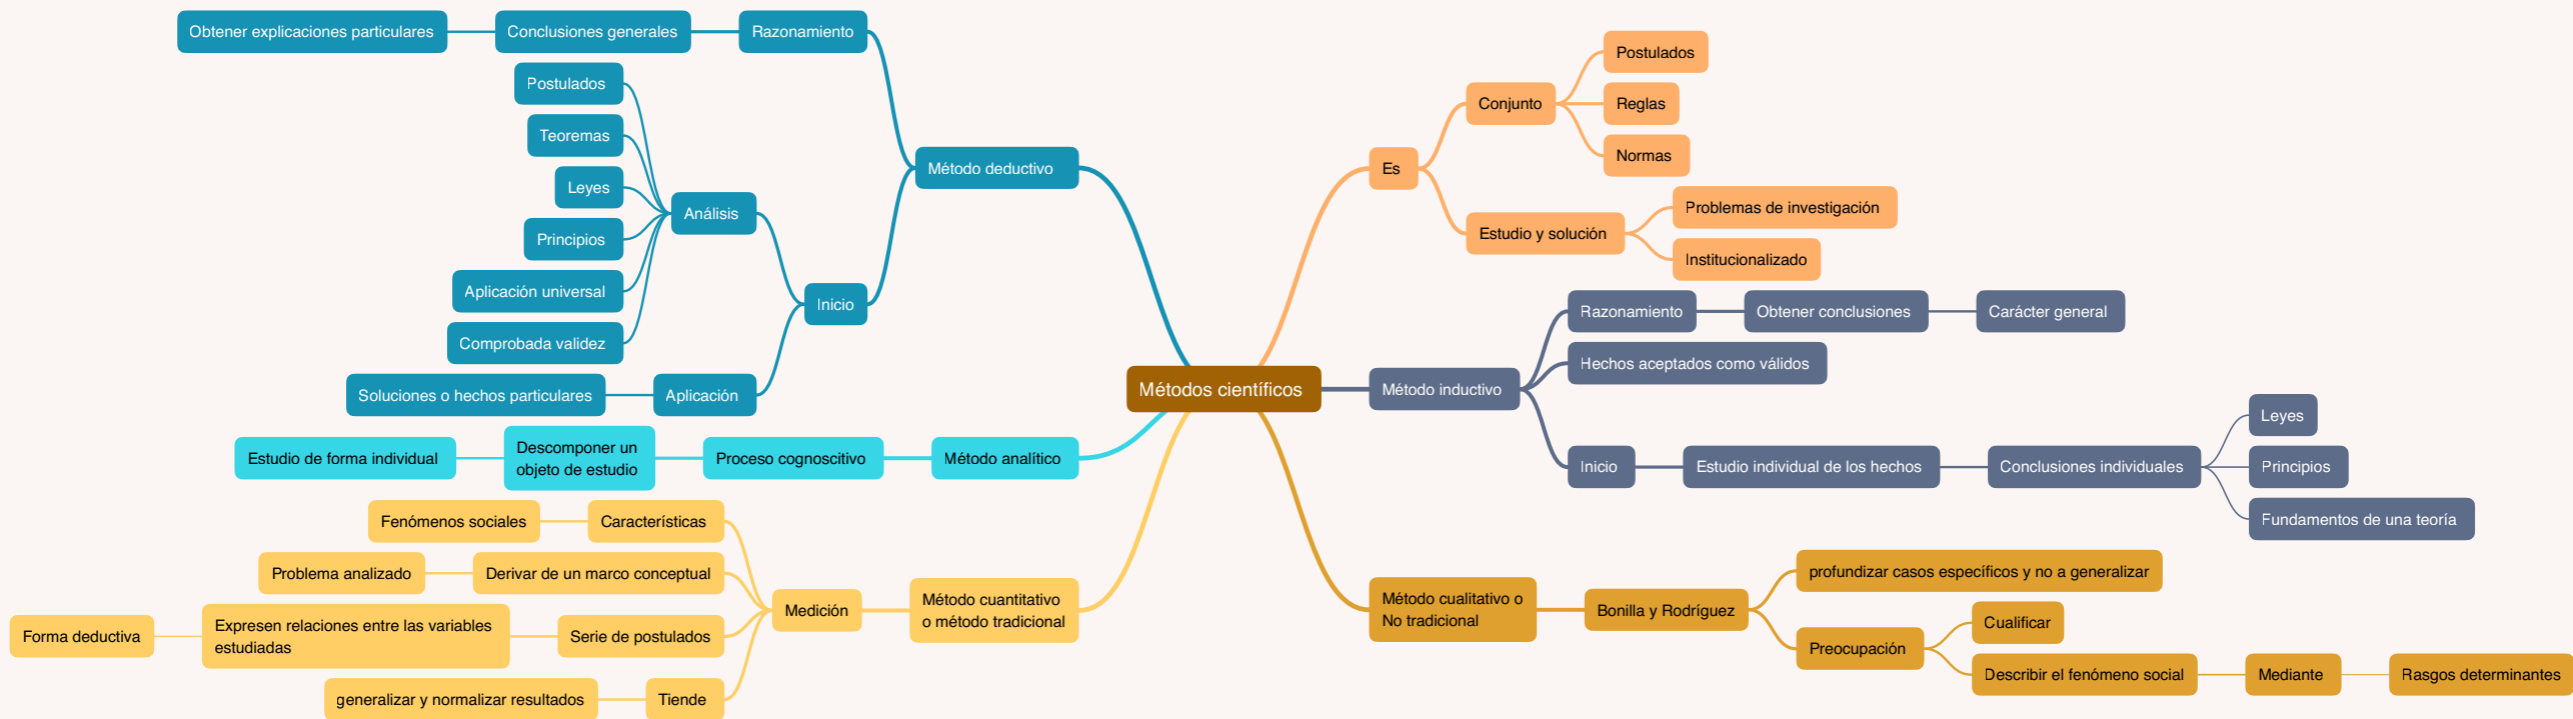 Métodos científicos
Método deductivo
Razonamiento
Conclusiones generales
Obtener explicaciones particulares
Inicio
Análisis
Postulados
Teoremas
Leyes
Principios
Aplicación universal
Comprobada validez
Aplicación
Soluciones o hechos particulares
Método analítico
Proceso cognoscitivo
Descomponer un
objeto de estudio
Estudio de forma individual
Método cuantitativo
o método tradicional
Medición
Características
Fenómenos sociales
Derivar de un marco conceptual
Problema analizado
Serie de postulados
Expresen relaciones entre las variables
estudiadas
Forma deductiva
Tiende
generalizar y normalizar resultados
Es
Conjunto
Postulados
Reglas
Normas
Estudio y solución
Problemas de investigación
Institucionalizado
Método inductivo
Razonamiento
Obtener conclusiones
Carácter general
Hechos aceptados como válidos
Inicio
Estudio individual de los hechos
Conclusiones individuales
Leyes
Principios
Fundamentos de una teoría
Método cualitativo o
No tradicional
Bonilla y Rodríguez
profundizar casos específicos y no a generalizar
Preocupación
Cualificar
Describir el fenómeno social
Mediante
Rasgos determinantes